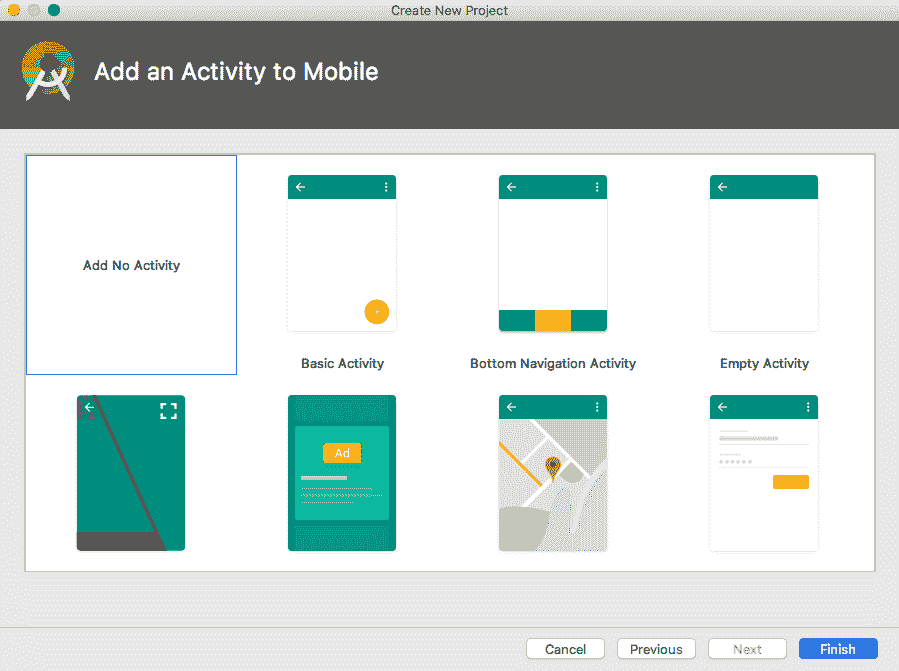 Create New Project
Add an Activity to Mobile
Add No Activity
Basic Activity
Bottom Navigation Activity
Empty Activity
Ad
Cancel
Previous
Next
Finish